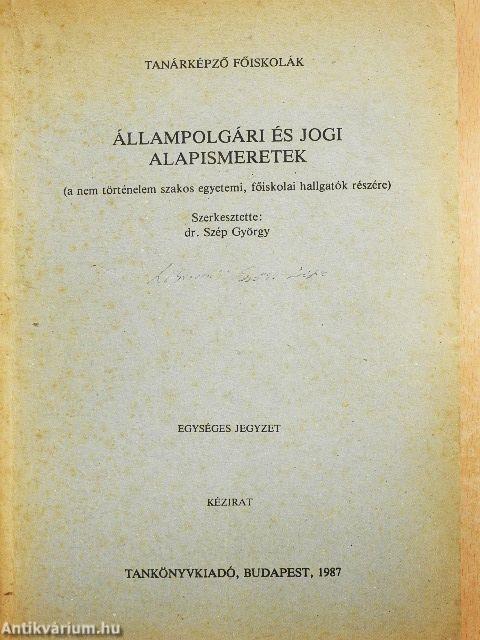 TANÁRKÉPZŐ FŐISKOLÁK
ÁLLAMPOLGÁRI ÉS JOGI
ALAPISMERETEK
(a nem történelem szakos egyetemi, főiskolai hallgatók részére)
Szerkesztette:
dr. Szép György
EGYSÉGES JEGYZET
KÉZIRAT
TANKÖNYVKIADÓ, BUDAPEST, 1987
Antikvárium.hu